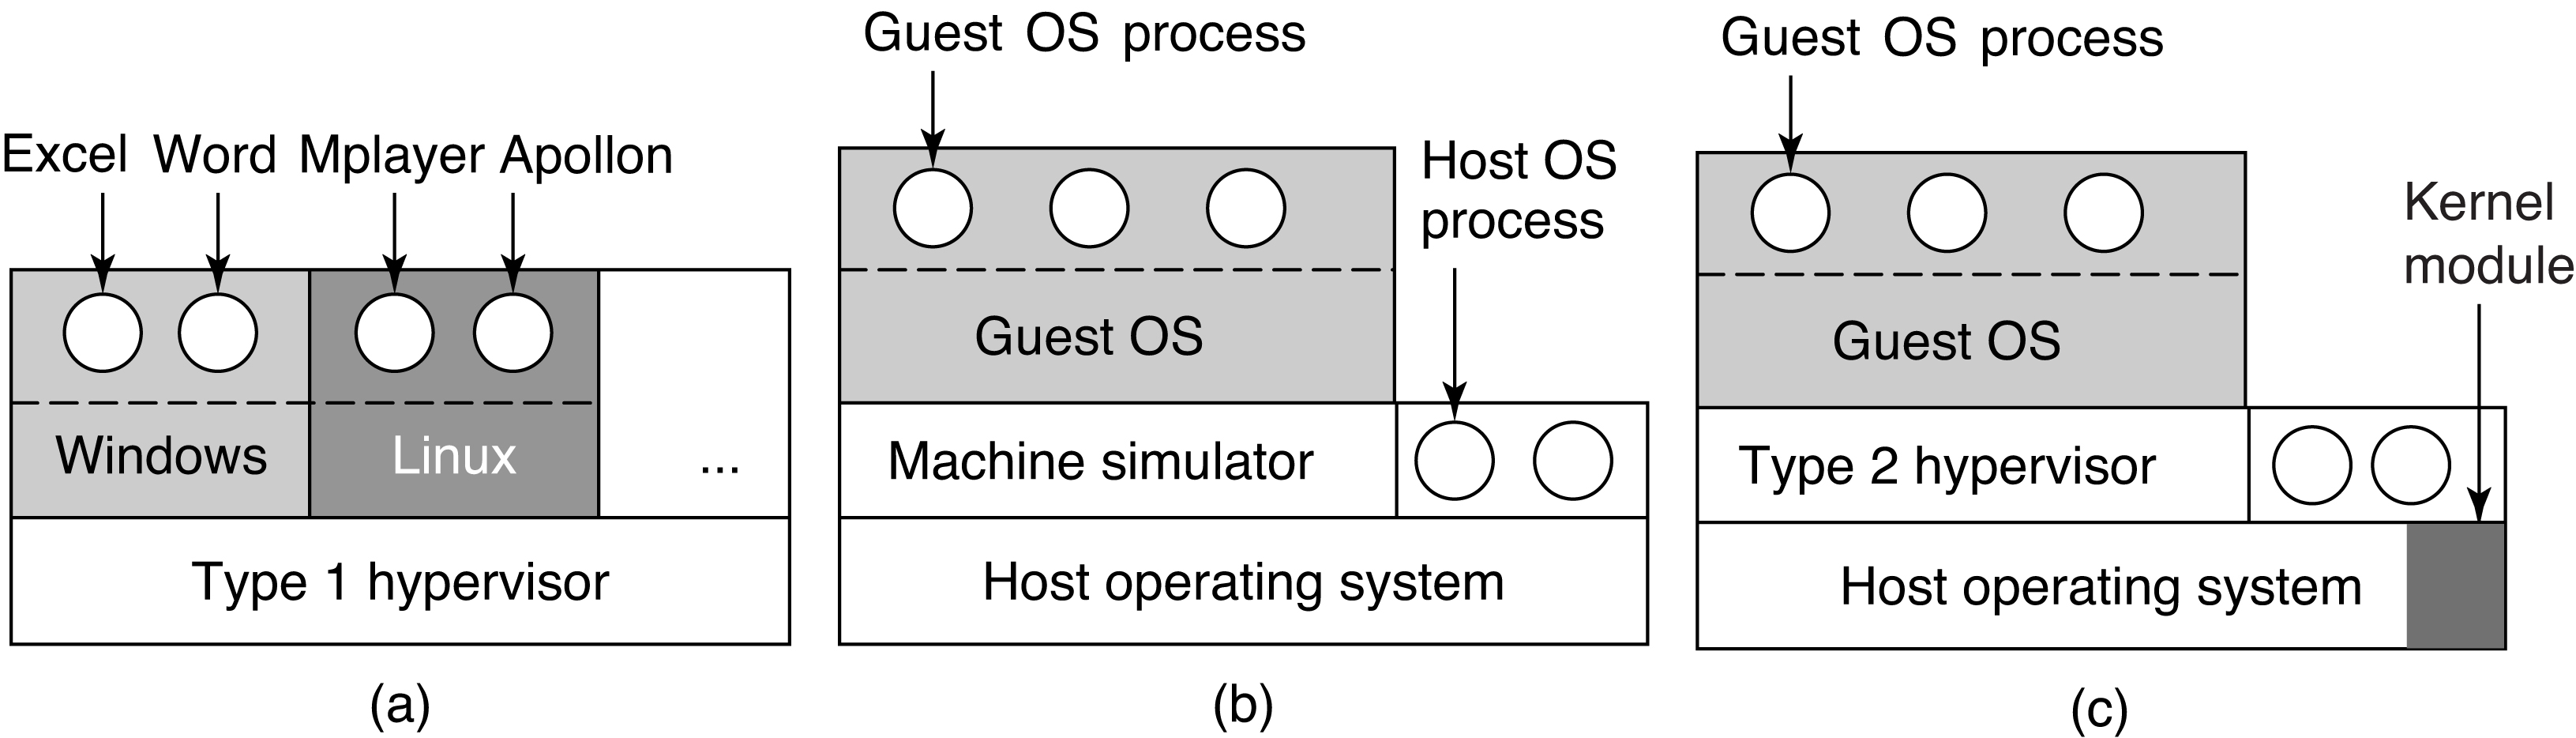 Excel Word Mplayer Apollon
Windows
Linux
...
Type 1 hypervisor
(a)
Guest OS process
Host OS
process
Guest OS
Machine simulator
Host operating system
(b)
Guest OS process
Kernel
module
Guest OS
Type 2 hypervisor
Host operating system
(c)